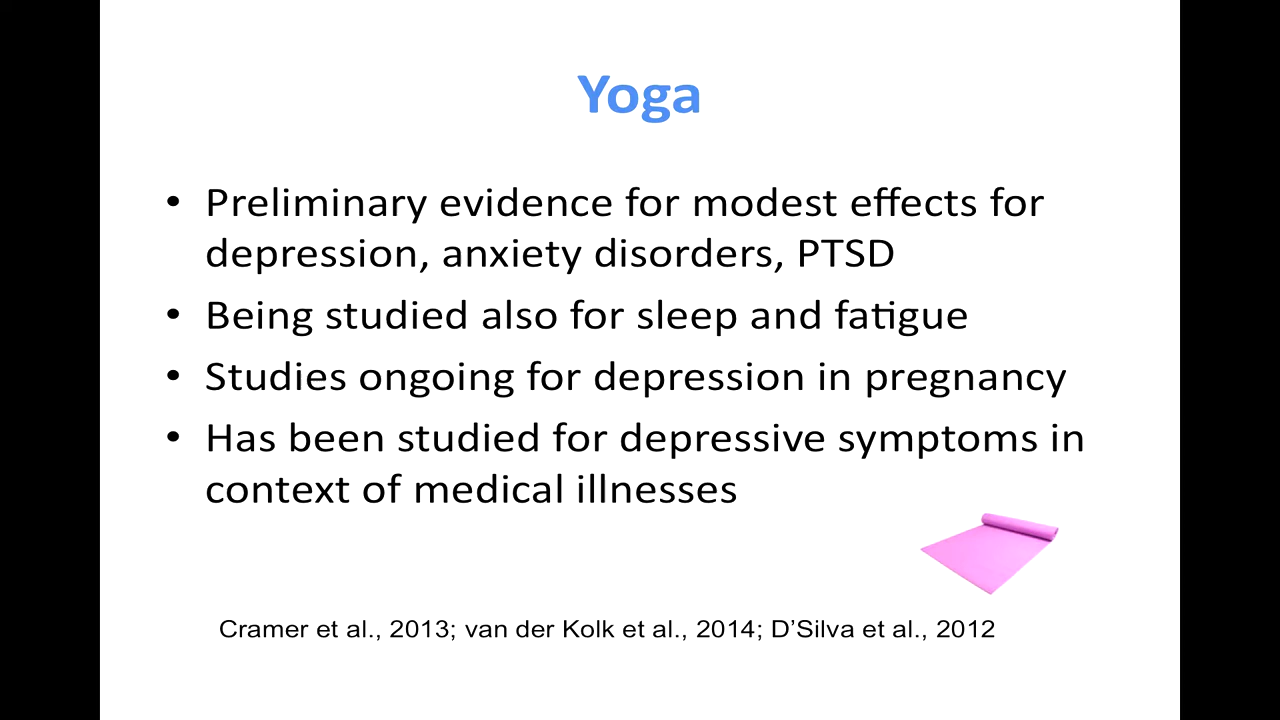 Yoga
• Preliminary evidence for modest effects for
depression, anxiety disorders, PTSD
• Being studied also for sleep and fatigue
• Studies ongoing for depression in pregnancy
• Has been studied for depressive symptoms in
context of medical illnesses
Cramer et al., 2013; van der Kolk et al., 2014; D’Silva et al., 2012